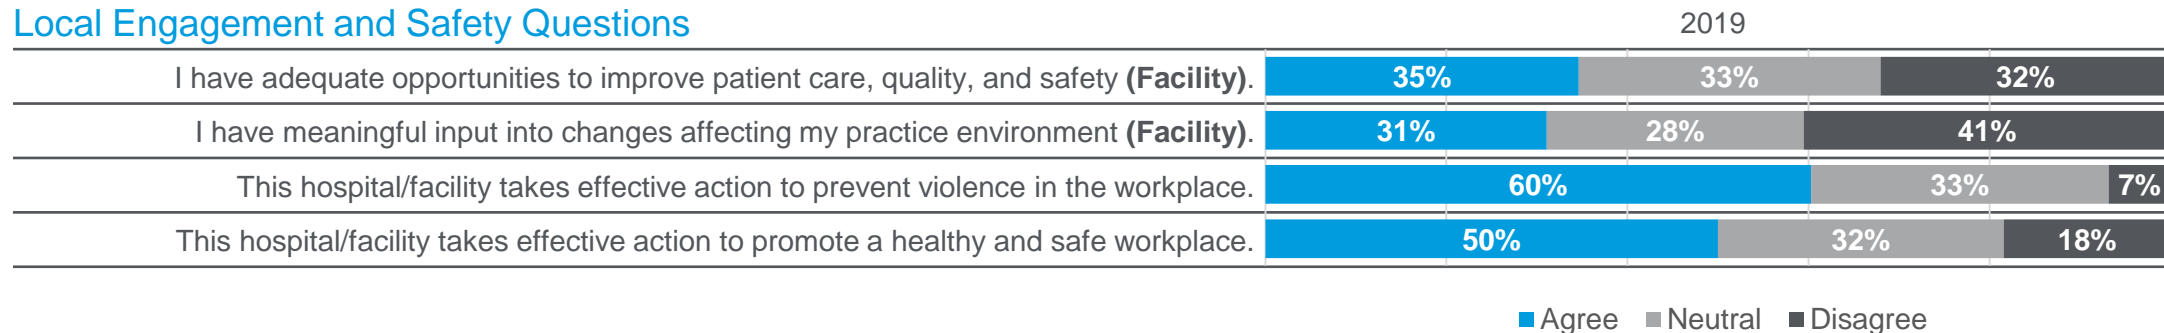 Local Engagement and Safety Questions 2019
I have adequate opportunities to improve patient care, quality, and safety (Facility). 35% 33% 32%
I have meaningful input into changes affecting my practice environment (Facility). 31% 28% 41%
This hospital/facility takes effective action to prevent violence in the workplace. 60% 33% 7%
This hospital/facility takes effective action to promote a healthy and safe workplace. 50% 32% 18%
Agree Neutral Disagree